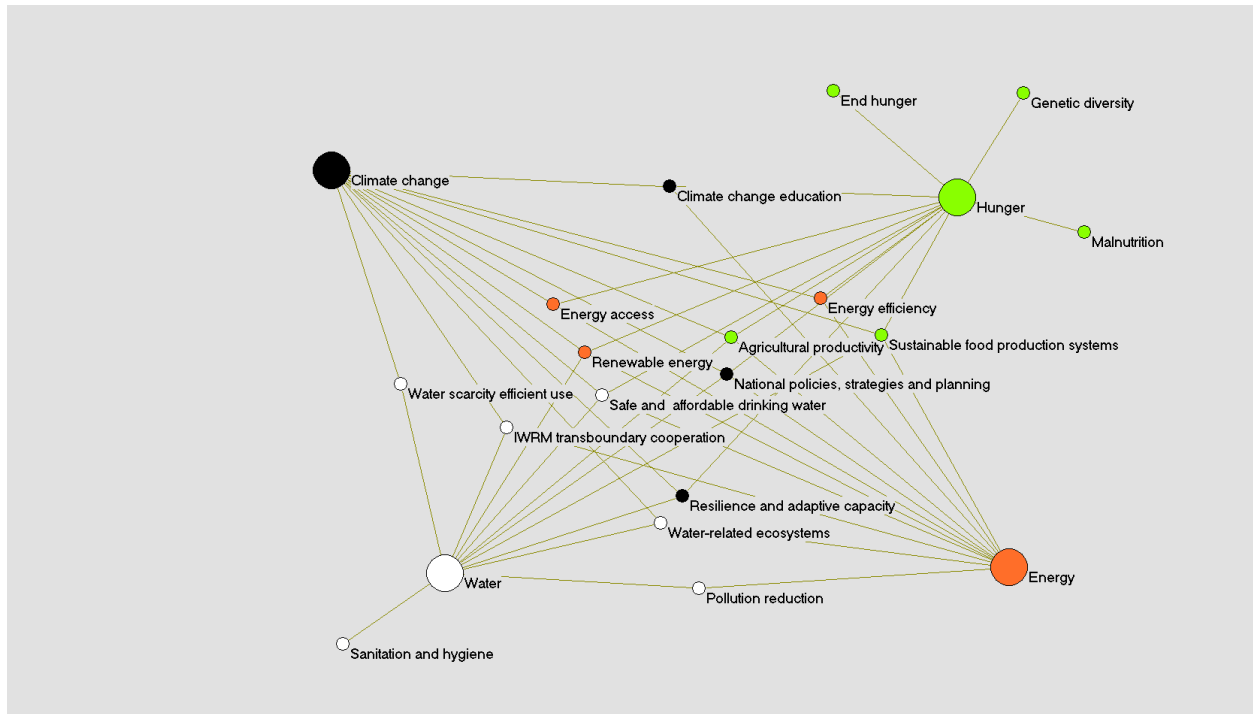 End hunger
Genetic diversity
Climate change
Climate change education
Hunger
Malnutrition
Energy access
Energy efficiency
Agricultural productivity
Sustainable food production systems
Renewable energy
National policies, strategies and planning
Water scarcity efficient use
Safe and  affordable drinking water
IWRM transboundary cooperation
Resilience and adaptive capacity
Water-related ecosystems
Water
Energy
Pollution reduction
Sanitation and hygiene